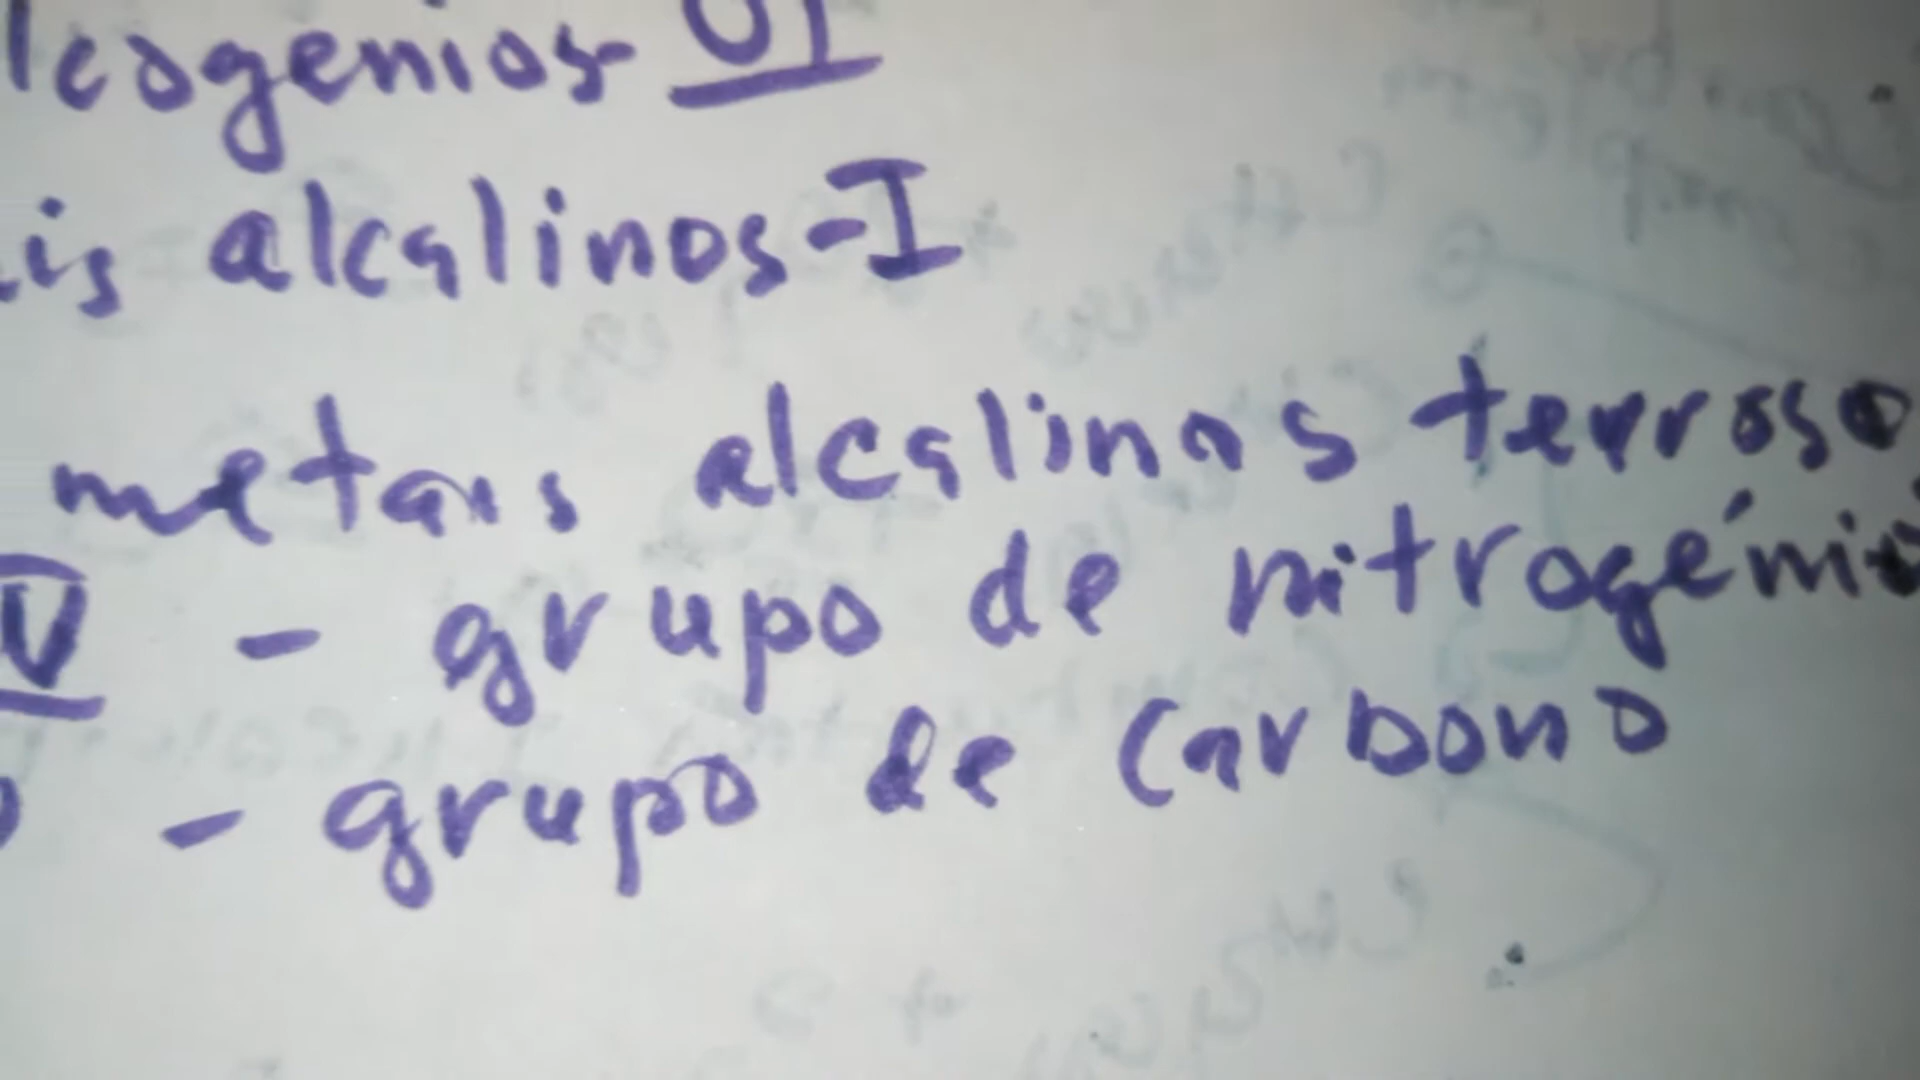 lcogenios- VI
is alcalinos-I
metais alcalinos terroso
V - grupo de nitrogénio
- grupo de Carbono